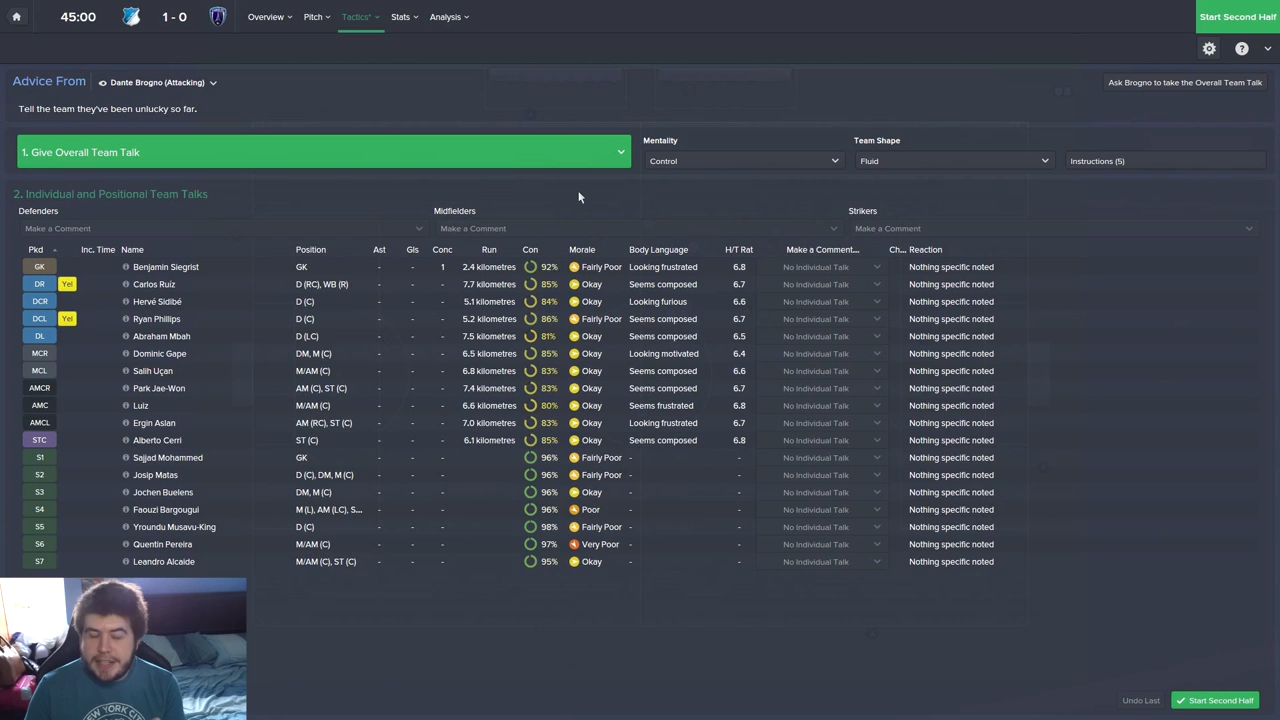 45:00 1 - 0 Overview Pitch Tactics* Stats Analysis Start Second Half
Advice From Dante Brogno (Attacking) Ask Brogno to take the Overall Team Talk
Tell the team they've been unlucky so far.
1. Give Overall Team Talk
Mentality
Control
Team Shape
Fluid
Instructions (5)
2. Individual and Positional Team Talks
Defenders Midfielders Strikers
Make a Comment Make a Comment Make a Comment
Pkd Inc. Time Name Position Ast Gls Conc Run Con Morale Body Language H/T Rat Make a Comment... Ch... Reaction
GK Benjamin Siegrist GK - - 1 2.4 kilometres 92% Fairly Poor Looking frustrated 6.8 No Individual Talk Nothing specific noted
DR Yel Carlos Ruíz D (RC), WB (R) - - - 7.7 kilometres 85% Okay Seems composed 6.7 No Individual Talk Nothing specific noted
DCR Hervé Sidibé D (C) - - - 5.1 kilometres 84% Okay Looking furious 6.6 No Individual Talk Nothing specific noted
DCL Yel Ryan Phillips D (C) - - - 5.2 kilometres 86% Fairly Poor Seems composed 6.7 No Individual Talk Nothing specific noted
DL Abraham Mbah D (LC) - - - 7.5 kilometres 81% Okay Seems composed 6.5 No Individual Talk Nothing specific noted
MCR Dominic Gape DM, M (C) - - - 6.5 kilometres 85% Okay Looking motivated 6.4 No Individual Talk Nothing specific noted
MCL Salih Uçan M/AM (C) - - - 6.8 kilometres 83% Okay Seems composed 6.6 No Individual Talk Nothing specific noted
AMCR Park Jae-Won AM (C), ST (C) - - - 7.4 kilometres 83% Okay Seems composed 6.7 No Individual Talk Nothing specific noted
AMC Luiz M/AM (C) - - - 6.6 kilometres 80% Okay Seems frustrated 6.8 No Individual Talk Nothing specific noted
AMCL Ergin Aslan AM (RC), ST (C) - - - 7.0 kilometres 83% Okay Looking frustrated 6.7 No Individual Talk Nothing specific noted
STC Alberto Cerri ST (C) - - - 6.1 kilometres 85% Okay Seems composed 6.8 No Individual Talk Nothing specific noted
S1 Sajjad Mohammed GK 96% Fairly Poor - - No Individual Talk Nothing specific noted
S2 Josip Matas D (C), DM, M (C) 96% Fairly Poor - - No Individual Talk Nothing specific noted
S3 Jochen Buelens DM, M (C) 96% Okay - - No Individual Talk Nothing specific noted
S4 Faouzi Bargougui M (L), AM (LC), S... 96% Poor - - No Individual Talk Nothing specific noted
S5 Yroundu Musavu-King D (C) 98% Fairly Poor - - No Individual Talk Nothing specific noted
S6 Quentin Pereira M/AM (C) 97% Very Poor - - No Individual Talk Nothing specific noted
S7 Leandro Alcaide M/AM (C), ST (C) 95% Okay - - No Individual Talk Nothing specific noted
NEW YORK CITY
Undo Last Start Second Half